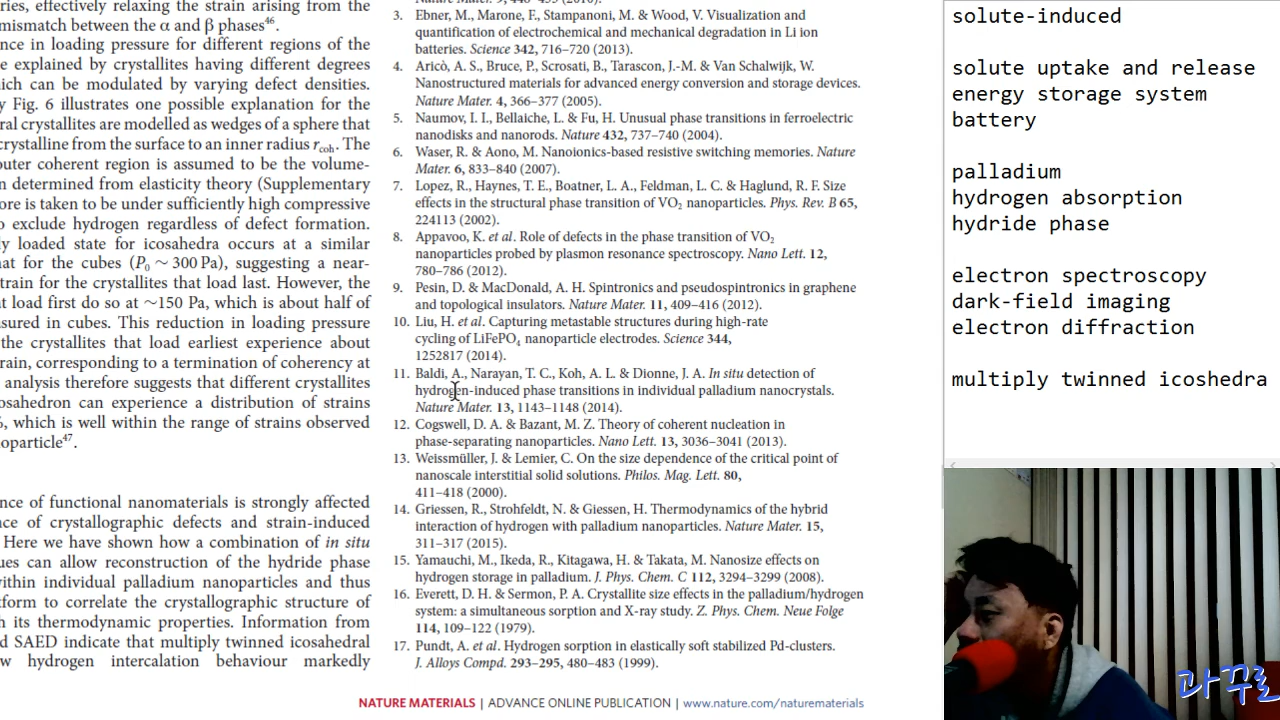 ries, effectively relaxing the strain arising from the
mismatch between the α and β phases46.
nce in loading pressure for different regions of the
e explained by crystallites having different degrees
hich can be modulated by varying defect densities.
y Fig. 6 illustrates one possible explanation for the
ral crystallites are modelled as wedges of a sphere that
crystalline from the surface to an inner radius rcoh. The
outer coherent region is assumed to be the volume-
n determined from elasticity theory (Supplementary
ore is taken to be under sufficiently high compressive
o exclude hydrogen regardless of defect formation.
ly loaded state for icosahedra occurs at a similar
hat for the cubes (P0 ∼ 300 Pa), suggesting a near-
train for the crystallites that load last. However, the
t load first do so at ∼150 Pa, which is about half of
sured in cubes. This reduction in loading pressure
the crystallites that load earliest experience about
rain, corresponding to a termination of coherency at
analysis therefore suggests that different crystallites
osahedron can experience a distribution of strains
%, which is well within the range of strains observed
noparticle47.
nce of functional nanomaterials is strongly affected
ce of crystallographic defects and strain-induced
Here we have shown how a combination of in situ
ues can allow reconstruction of the hydride phase
within individual palladium nanoparticles and thus
tform to correlate the crystallographic structure of
h its thermodynamic properties. Information from
d SAED indicate that multiply twinned icosahedral
w hydrogen intercalation behaviour markedly
3. Ebner, M., Marone, F., Stampanoni, M. & Wood, V. Visualization and
quantification of electrochemical and mechanical degradation in Li ion
batteries. Science 342, 716–720 (2013).
4. Aricò, A. S., Bruce, P., Scrosati, B., Tarascon, J.-M. & Van Schalwijk, W.
Nanostructured materials for advanced energy conversion and storage devices.
Nature Mater. 4, 366–377 (2005).
5. Naumov, I. I., Bellaiche, L. & Fu, H. Unusual phase transitions in ferroelectric
nanodisks and nanorods. Nature 432, 737–740 (2004).
6. Waser, R. & Aono, M. Nanoionics-based resistive switching memories. Nature
Mater. 6, 833–840 (2007).
7. Lopez, R., Haynes, T. E., Boatner, L. A., Feldman, L. C. & Haglund, R. F. Size
effects in the structural phase transition of VO2 nanoparticles. Phys. Rev. B 65,
224113 (2002).
8. Appavoo, K. et al. Role of defects in the phase transition of VO2
nanoparticles probed by plasmon resonance spectroscopy. Nano Lett. 12,
780–786 (2012).
9. Pesin, D. & MacDonald, A. H. Spintronics and pseudospintronics in graphene
and topological insulators. Nature Mater. 11, 409–416 (2012).
10. Liu, H. et al. Capturing metastable structures during high-rate
cycling of LiFePO4 nanoparticle electrodes. Science 344,
1252817 (2014).
11. Baldi, A., Narayan, T. C., Koh, A. L. & Dionne, J. A. In situ detection of
hydrogen-induced phase transitions in individual palladium nanocrystals.
Nature Mater. 13, 1143–1148 (2014).
12. Cogswell, D. A. & Bazant, M. Z. Theory of coherent nucleation in
phase-separating nanoparticles. Nano Lett. 13, 3036–3041 (2013).
13. Weissmüller, J. & Lemier, C. On the size dependence of the critical point of
nanoscale interstitial solid solutions. Philos. Mag. Lett. 80,
411–418 (2000).
14. Griessen, R., Strohfeldt, N. & Giessen, H. Thermodynamics of the hybrid
interaction of hydrogen with palladium nanoparticles. Nature Mater. 15,
311–317 (2015).
15. Yamauchi, M., Ikeda, R., Kitagawa, H. & Takata, M. Nanosize effects on
hydrogen storage in palladium. J. Phys. Chem. C 112, 3294–3299 (2008).
16. Everett, D. H. & Sermon, P. A. Crystallite size effects in the palladium/hydrogen
system: a simultaneous sorption and X-ray study. Z. Phys. Chem. Neue Folge
114, 109–122 (1979).
17. Pundt, A. et al. Hydrogen sorption in elastically soft stabilized Pd-clusters.
J. Alloys Compd. 293–295, 480–483 (1999).
NATURE MATERIALS | ADVANCE ONLINE PUBLICATION | www.nature.com/naturematerials
solute-induced
solute uptake and release
energy storage system
battery
palladium
hydrogen absorption
hydride phase
electron spectroscopy
dark-field imaging
electron diffraction
multiply twinned icoshedra
과꾸로